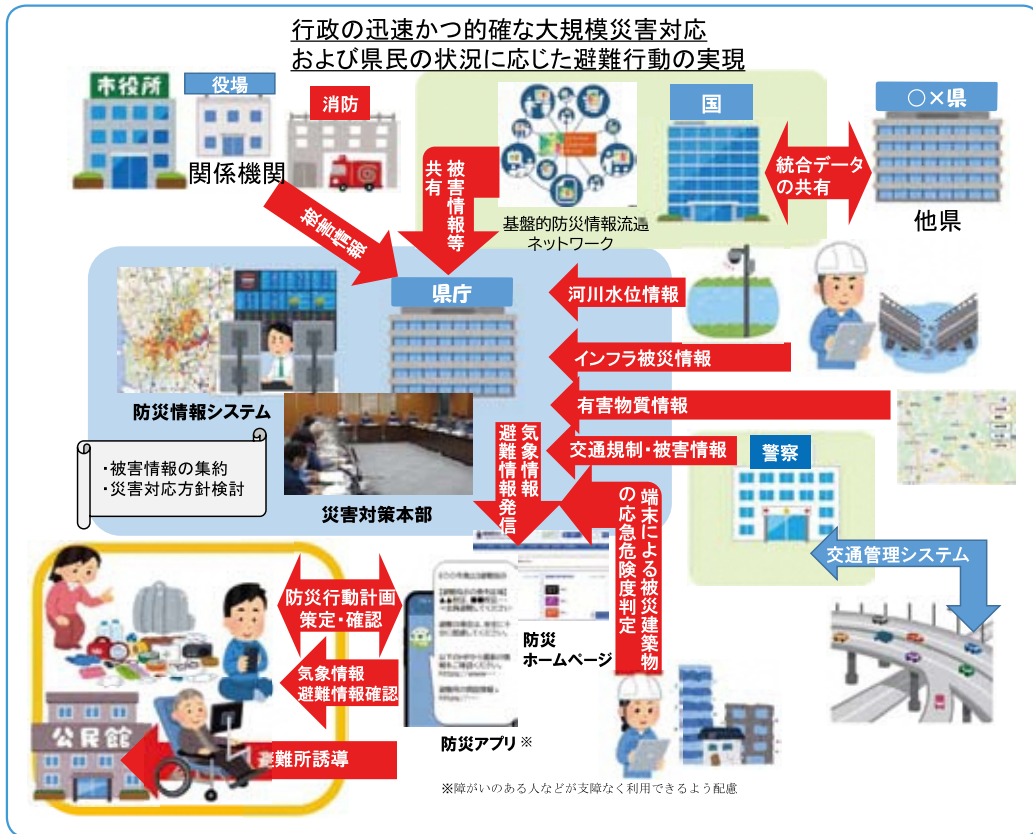 行政の迅速かつ的確な大規模災害対応
および県民の状況に応じた避難行動の実現
市役所
役場
消防
関係機関
国
○×県
他県
統合データ
の共有
被害情報等
共有
基盤的防災情報流通
ネットワーク
被害情報
県庁
防災情報システム
・被害情報の集約
・災害対応方針検討
災害対策本部
河川水位情報
インフラ被災情報
有害物質情報
交通規制・被害情報
警察
交通管理システム
気象情報
避難情報発信
端末による被災建築物
の応急危険度判定
防災行動計画
策定・確認
気象情報
避難情報確認
避難所誘導
公民館
防災
ホームページ
防災アプリ※
※障がいのある人などが支障なく利用できるよう配慮